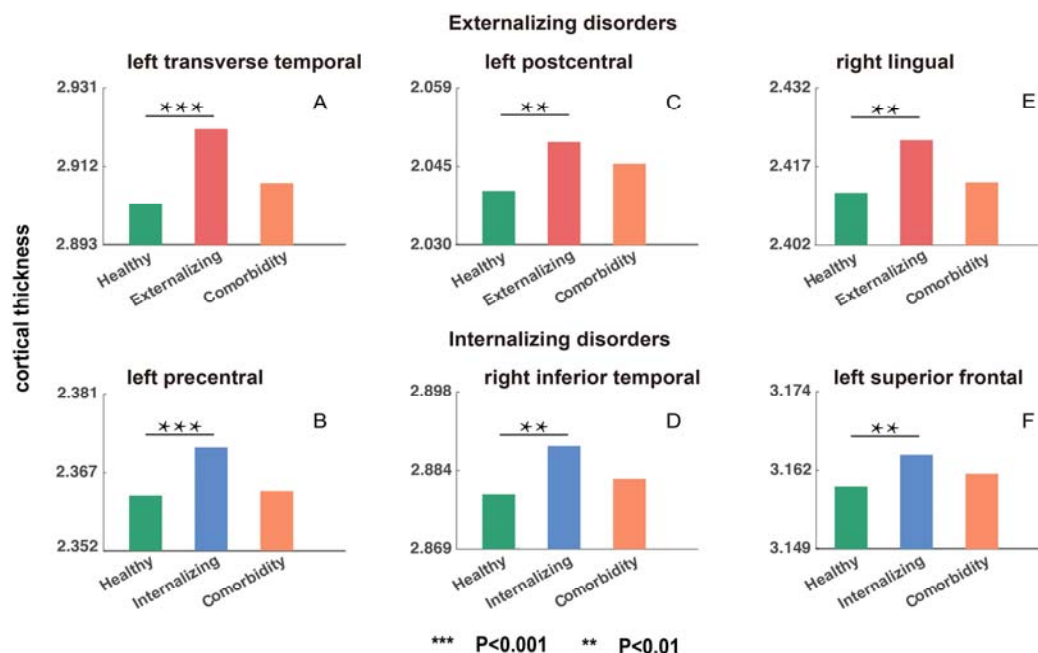 Externalizing disorders
left transverse temporal
left postcentral
right lingual
2.931
2.912
2.893
***
A
Healthy
Externalizing
Comorbidity
2.059
2.045
2.030
**
C
Healthy
Externalizing
Comorbidity
2.432
2.417
2.402
**
E
Healthy
Externalizing
Comorbidity
cortical thickness
Internalizing disorders
left precentral
right inferior temporal
left superior frontal
2.381
2.367
2.352
***
B
Healthy
Internalizing
Comorbidity
2.898
2.884
2.869
**
D
Healthy
Internalizing
Comorbidity
3.174
3.162
3.149
**
F
Healthy
Internalizing
Comorbidity
*** P<0.001 ** P<0.01